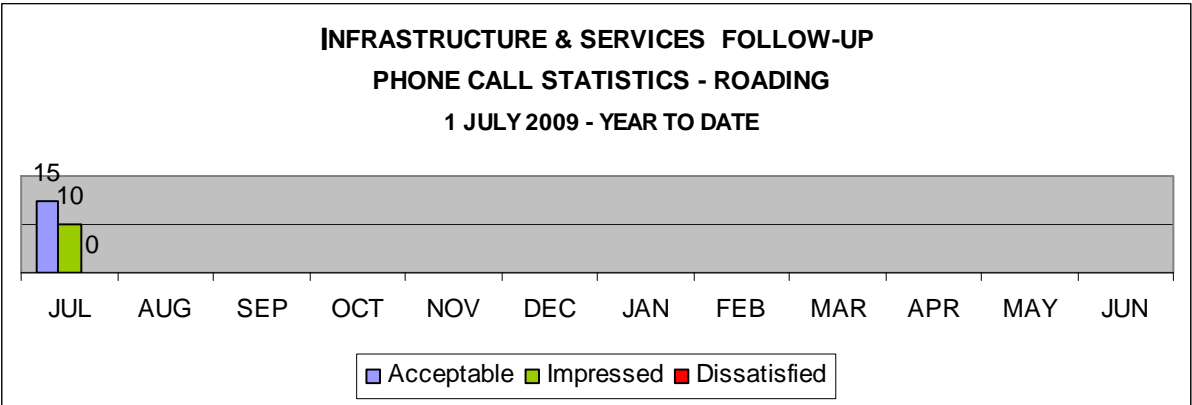 INFRASTRUCTURE & SERVICES FOLLOW-UP
PHONE CALL STATISTICS - ROADING
1 JULY 2009 - YEAR TO DATE
15
10
0
JUL AUG SEP OCT NOV DEC JAN FEB MAR APR MAY JUN
Acceptable Impressed Dissatisfied